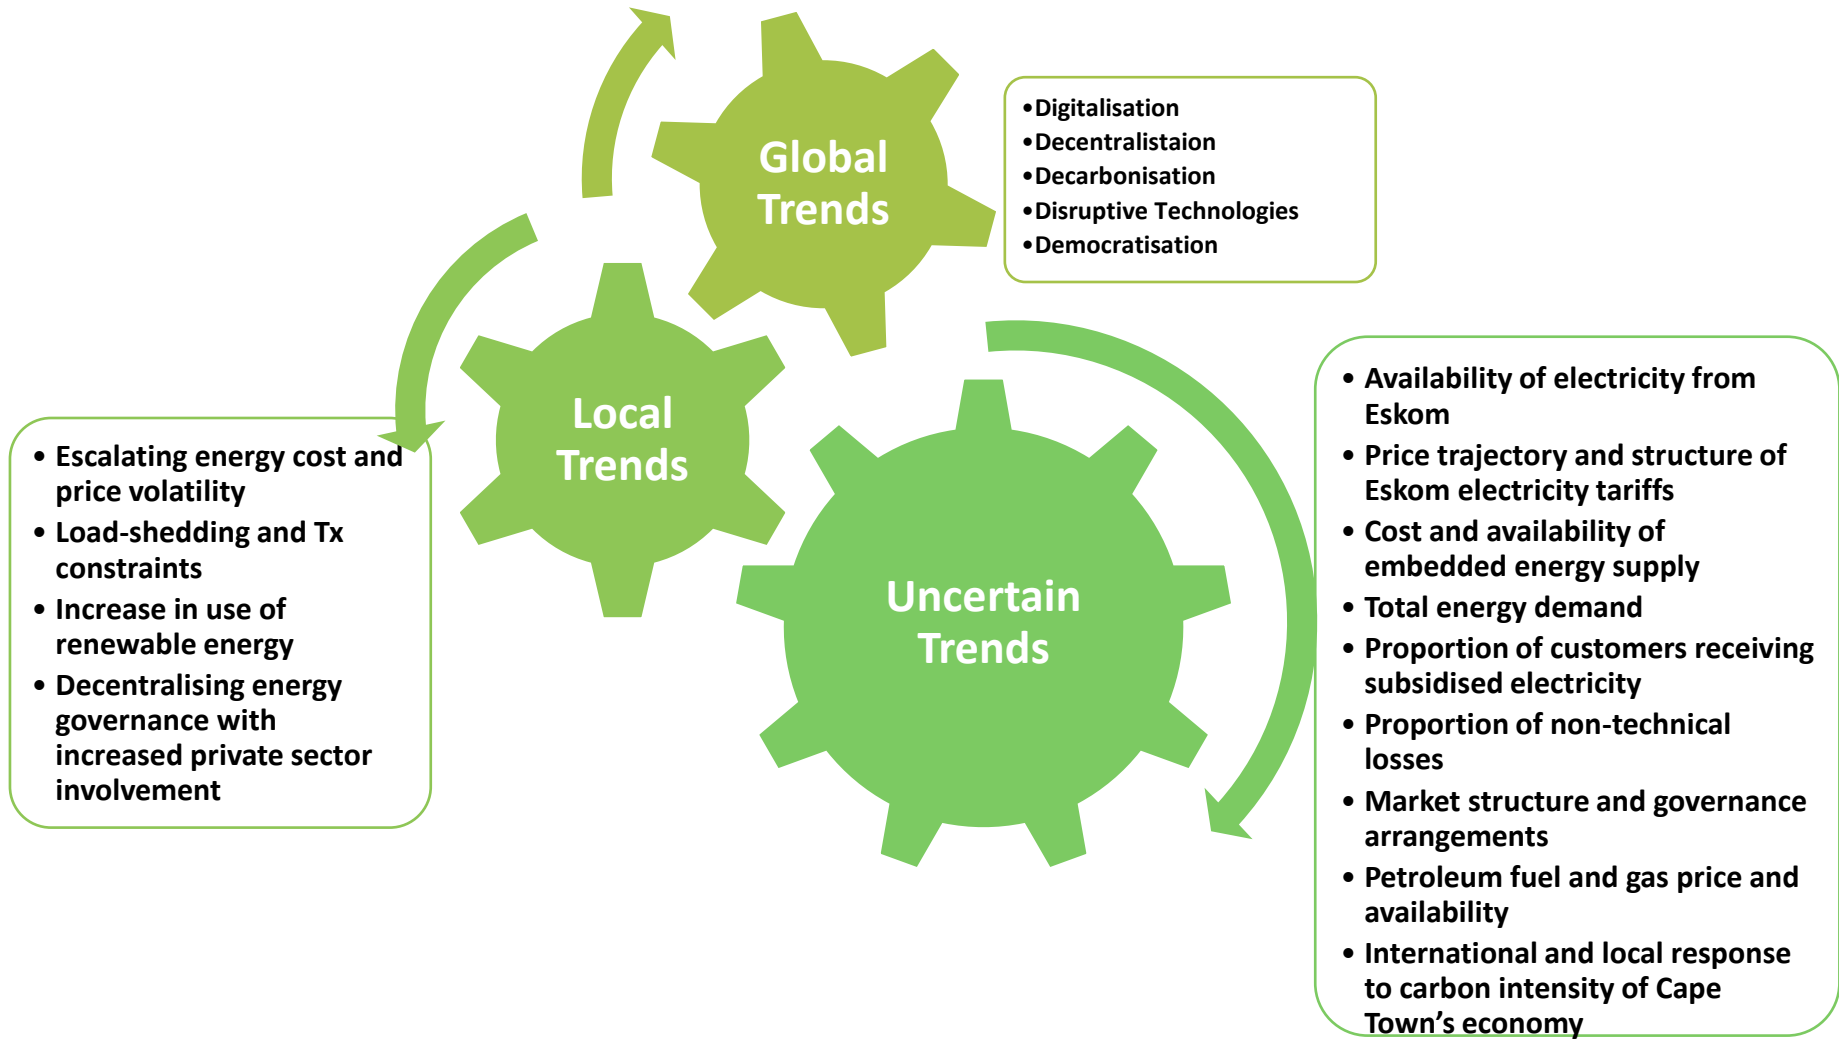 Global
Trends
•Digitalisation
•Decentralistaion
•Decarbonisation
•Disruptive Technologies
•Democratisation
Local
Trends
• Escalating energy cost and
price volatility
• Load-shedding and Tx
constraints
• Increase in use of
renewable energy
• Decentralising energy
governance with
increased private sector
involvement
Uncertain
Trends
• Availability of electricity from
Eskom
• Price trajectory and structure of
Eskom electricity tariffs
• Cost and availability of
embedded energy supply
• Total energy demand
• Proportion of customers receiving
subsidised electricity
• Proportion of non-technical
losses
• Market structure and governance
arrangements
• Petroleum fuel and gas price and
availability
• International and local response
to carbon intensity of Cape
Town’s economy